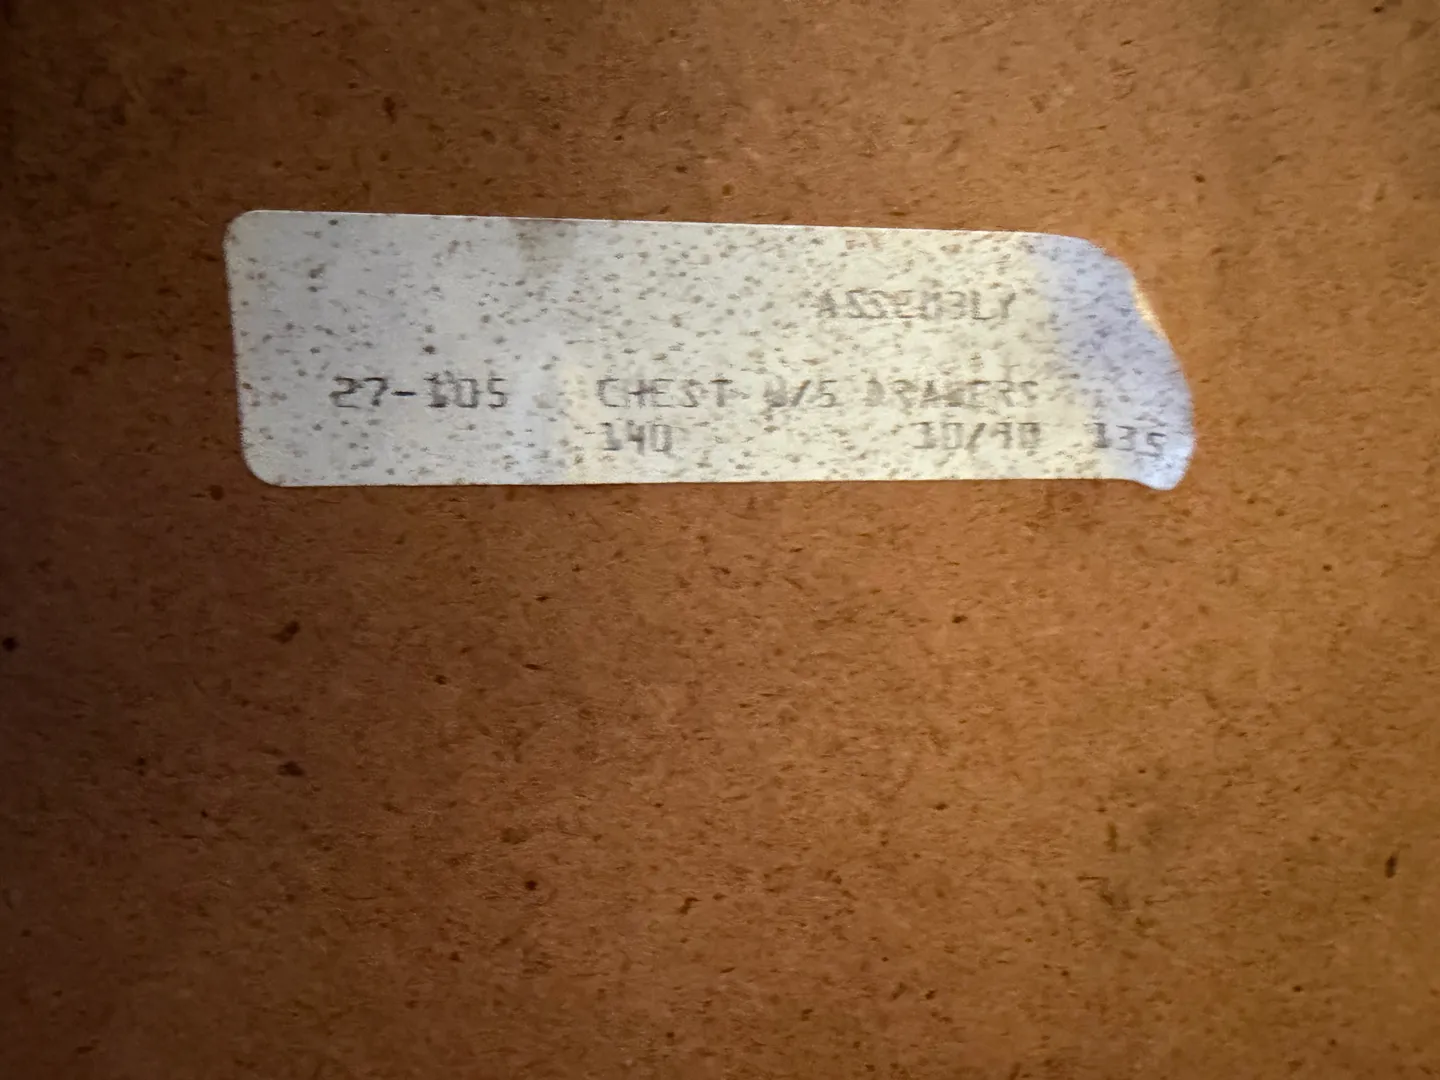 ASSEMBLY
27-105 CHEST W/5 DRAWERS
140 10/90 135